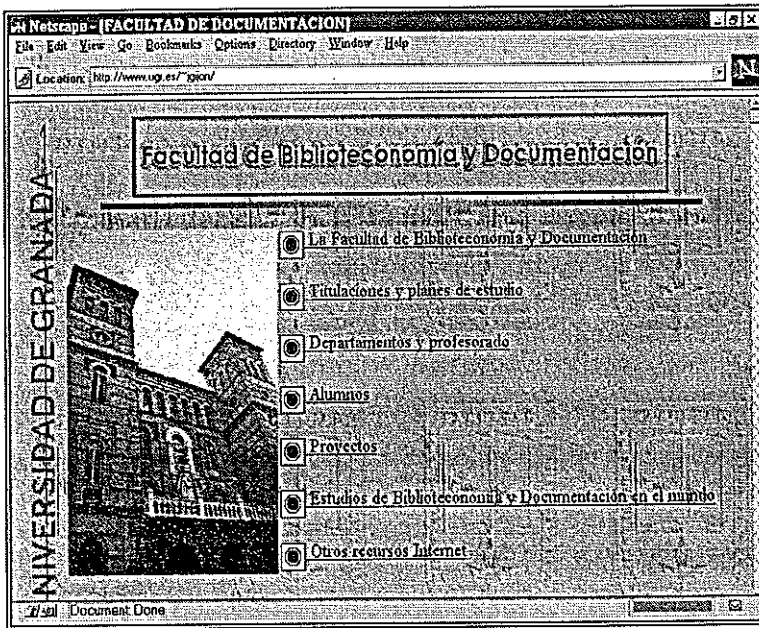 Netscape - [FACULTAD DE DOCUMENTACION]
File Edit View Go Bookmarks Options Directory Window Help
Location: http://www.ugr.es/~jgijon/
N
Facultad de Biblioteconomía y Documentación
NIVERSIDAD DE GRANADA
La Facultad de Biblioteconomía y Documentación
Titulaciones y planes de estudio
Departamentos y profesorado
Alumnos
Proyectos
Estudios de Biblioteconomía y Documentación en el mundo
Otros recursos Internet
Document: Done